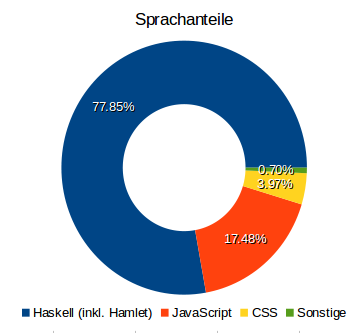 Sprachanteile
77.85%
0.70%
3.97%
17.48%
Haskell (inkl. Hamlet) JavaScript CSS Sonstige